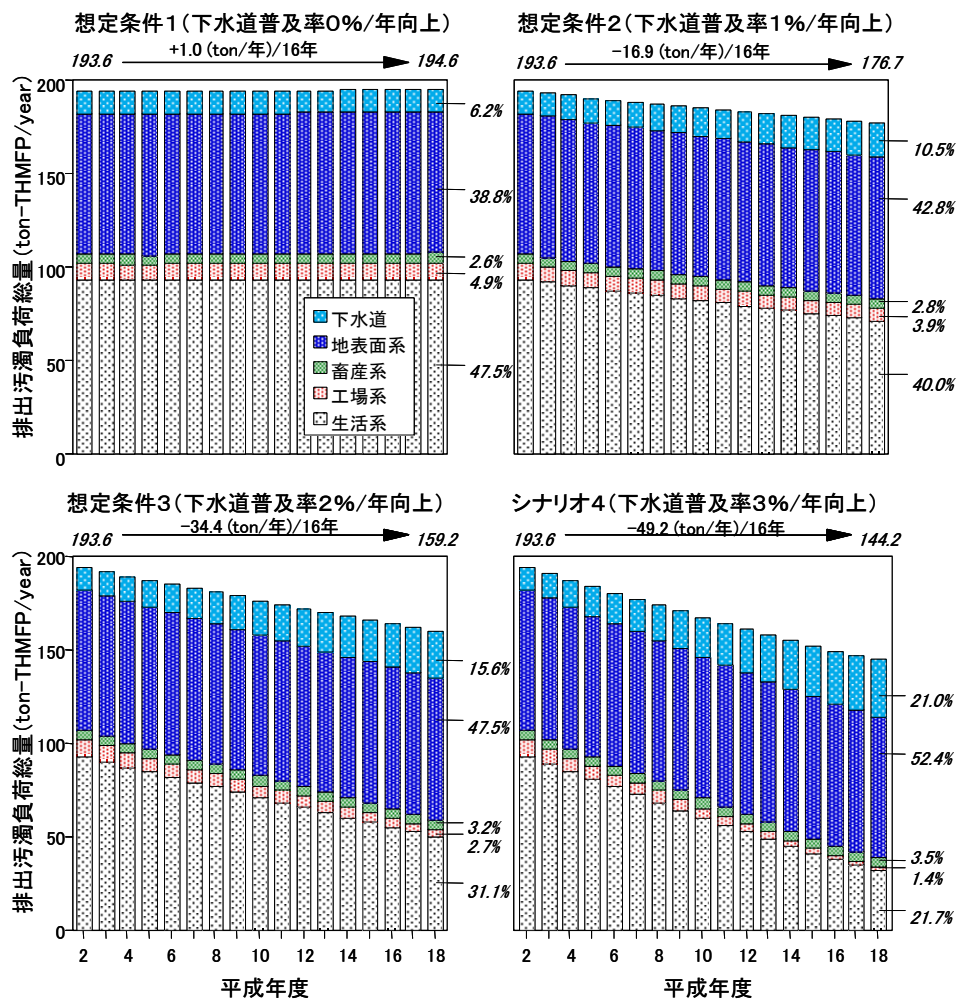 想定条件1(下水道普及率0%/年向上)
+1.0 (ton/年)/16年
193.6
194.6
排出汚濁負荷総量(ton-THMFP/year)
200
150
100
50
0
6.2%
38.8%
2.6%
4.9%
47.5%
下水道
地表面系
畜産系
工場系
生活系
想定条件2(下水道普及率1%/年向上)
-16.9 (ton/年)/16年
193.6
176.7
10.5%
42.8%
2.8%
3.9%
40.0%
想定条件3(下水道普及率2%/年向上)
-34.4 (ton/年)/16年
193.6
159.2
排出汚濁負荷総量(ton-THMFP/year)
200
150
100
50
0
15.6%
47.5%
3.2%
2.7%
31.1%
2 4 6 8 10 12 14 16 18
平成年度
シナリオ4(下水道普及率3%/年向上)
-49.2 (ton/年)/16年
193.6
144.2
21.0%
52.4%
3.5%
1.4%
21.7%
2 4 6 8 10 12 14 16 18
平成年度